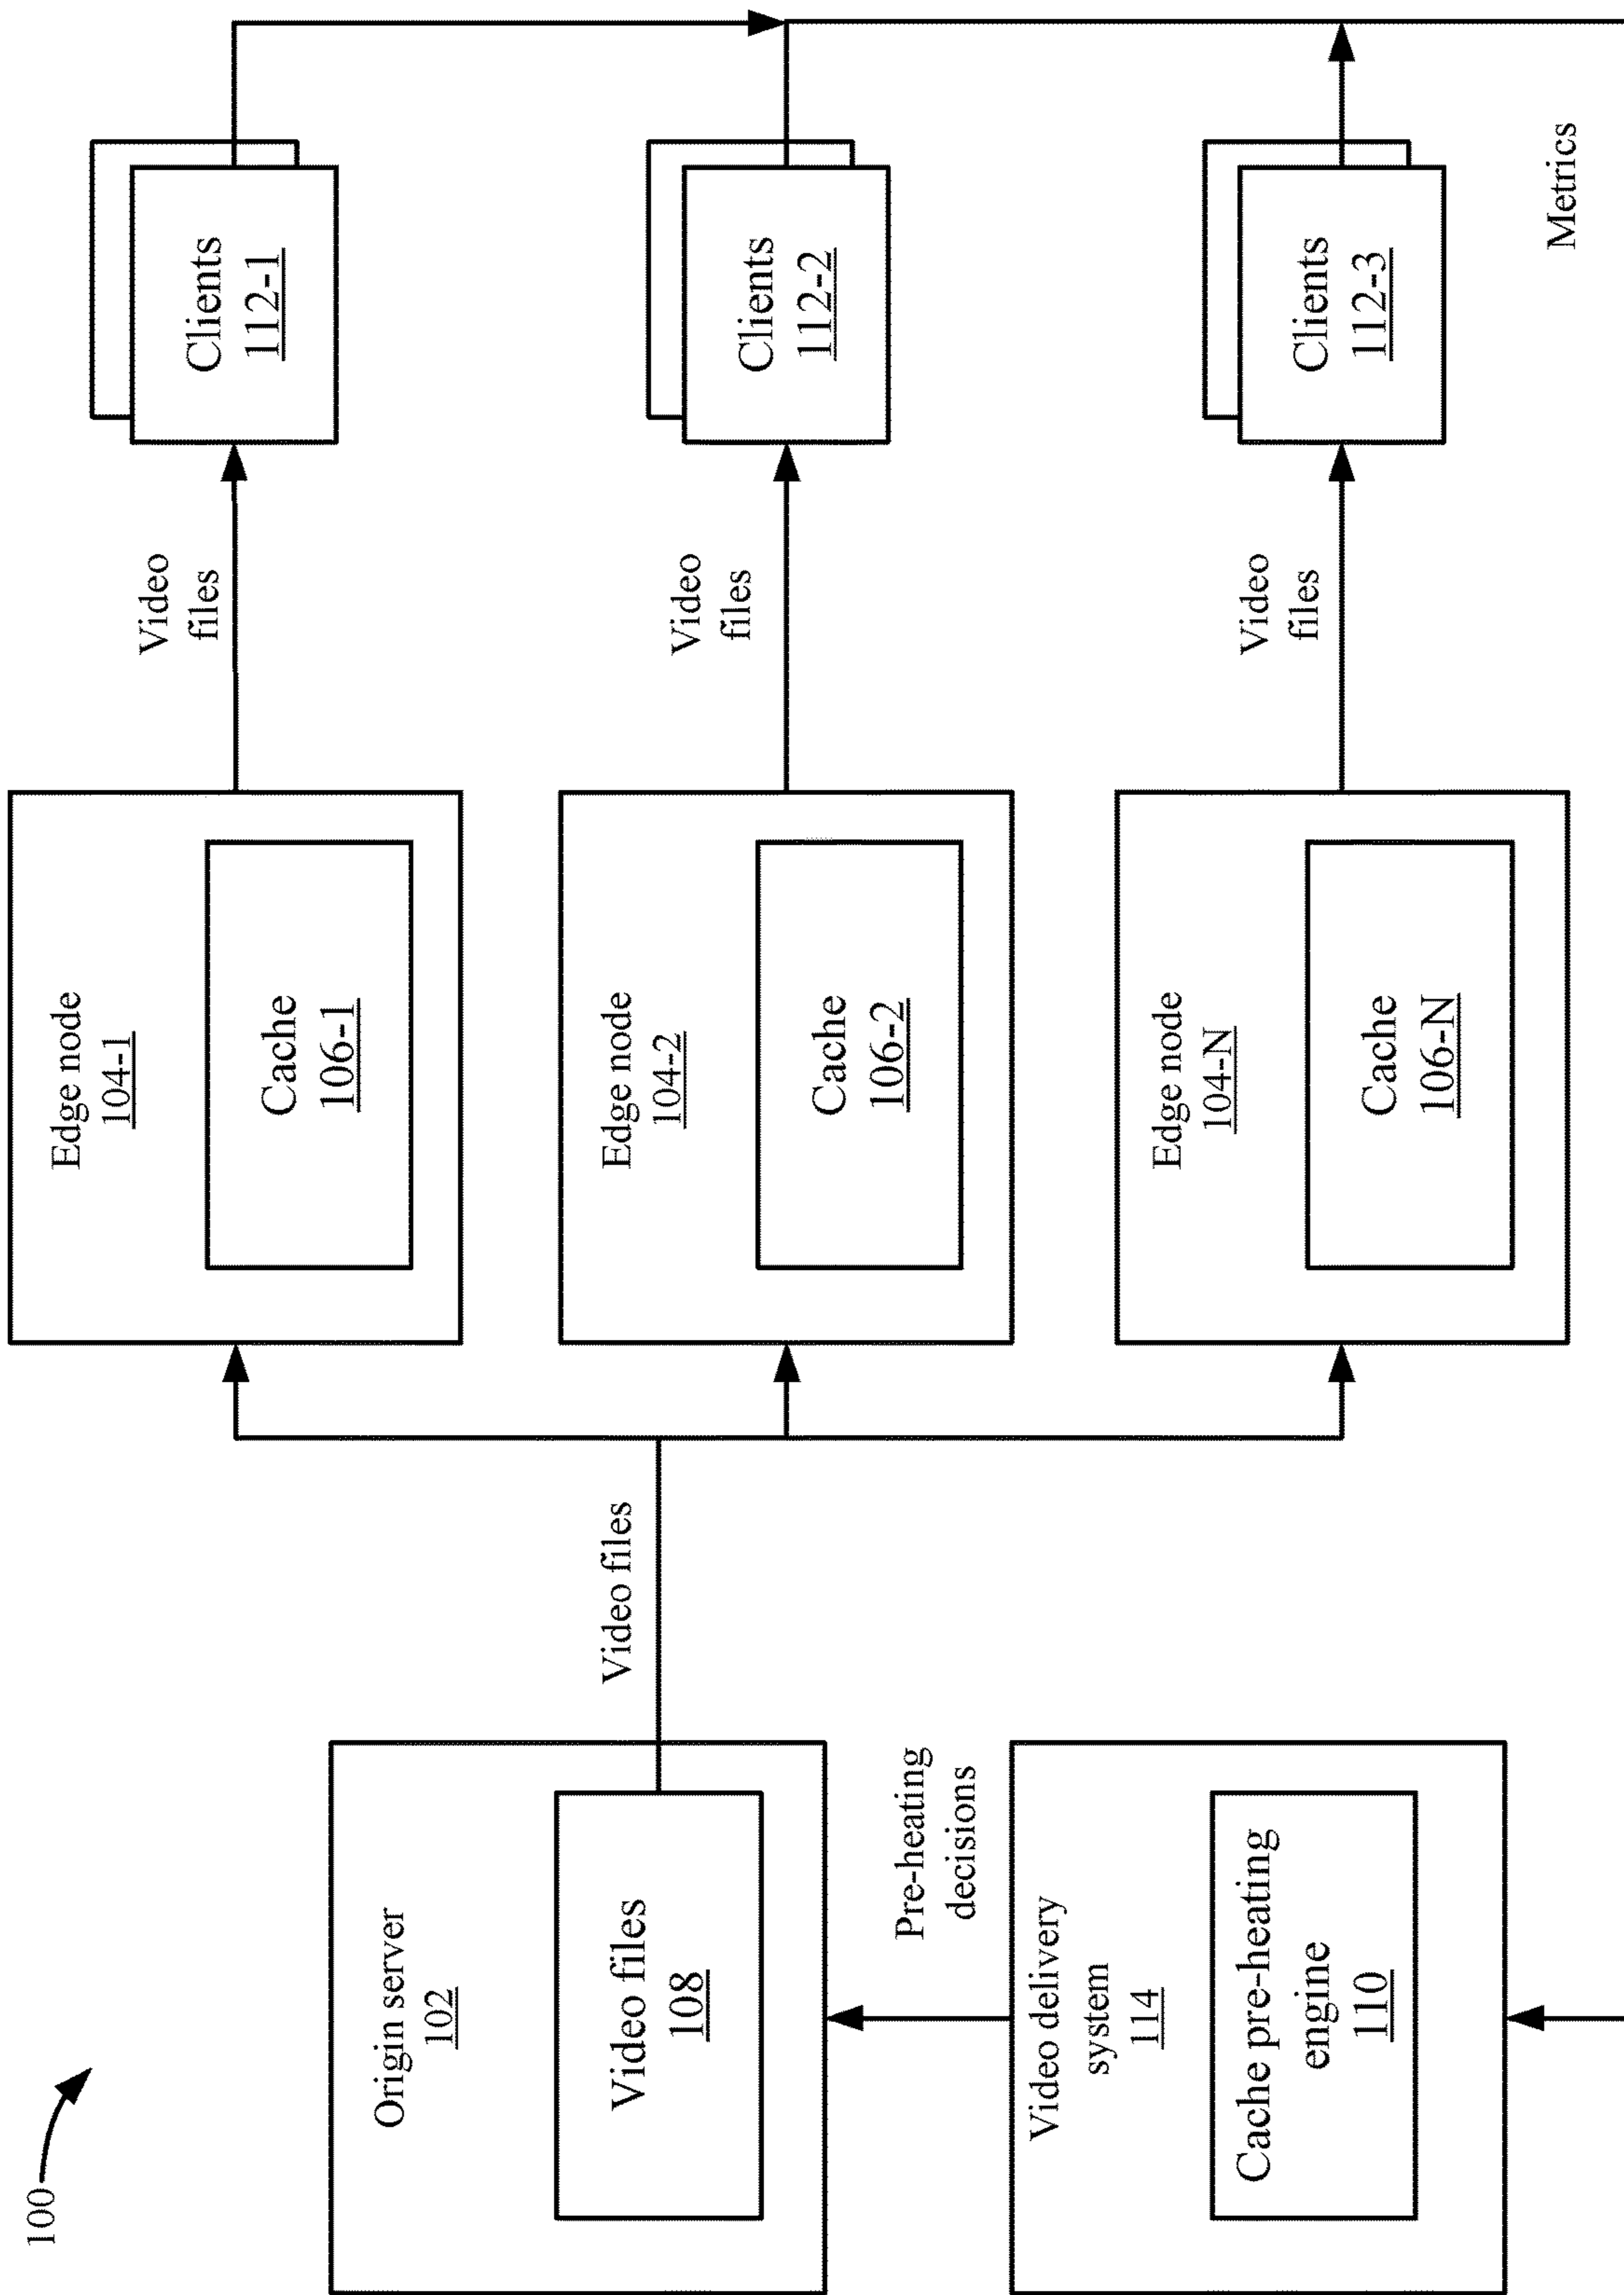 100
Origin server
102
Video files
108
Pre-heating
decisions
Video delivery
system
114
Cache pre-heating
engine
110
Video files
Edge node
104-1
Cache
106-1
Edge node
104-2
Cache
106-2
Edge node
104-N
Cache
106-N
Video
files
Video
files
Video
files
Clients
112-1
Clients
112-2
Clients
112-3
Metrics